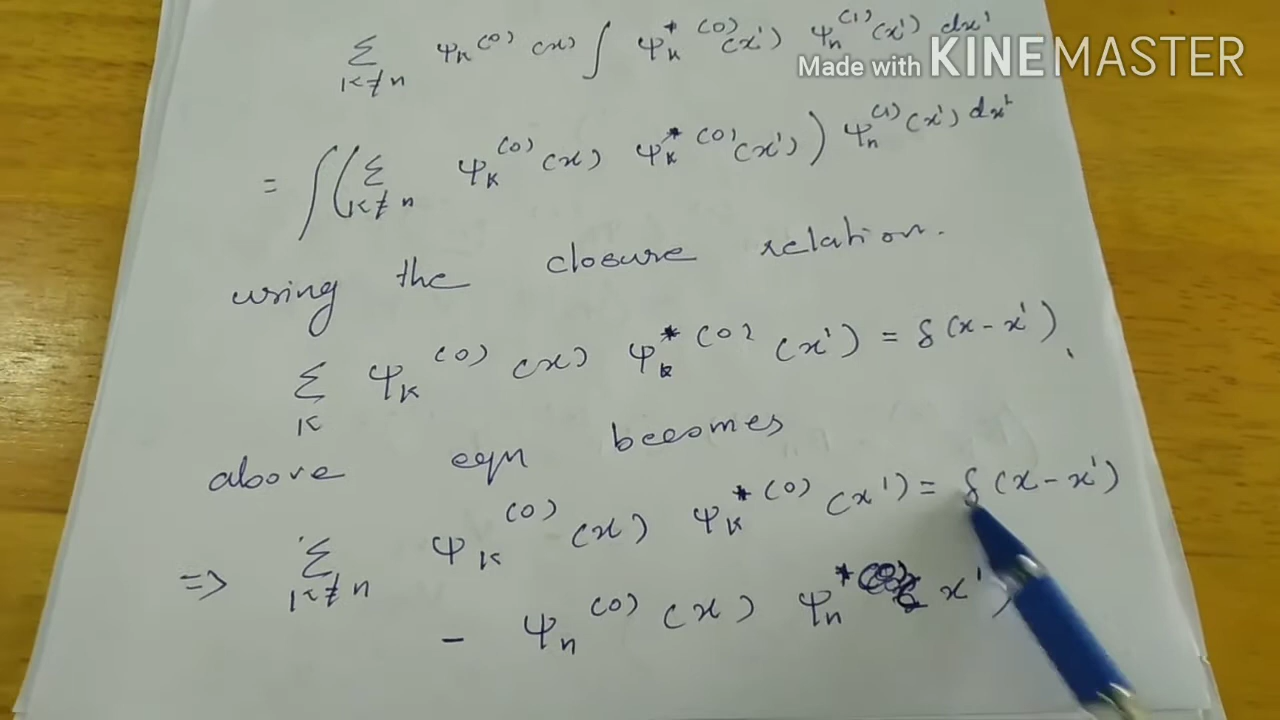 Σ k≠n ψn^(0) (x) ∫ ψk*^(0) (x') ψn^(1) (x') dx'
Made with KINEMASTER
= ∫ (Σ k≠n ψk^(0) (x) ψk*^(0) (x')) ψn^(1) (x') dx'
using the closure relation.
Σ k ψk^(0) (x) ψk*^(0) (x') = δ(x-x'),
above eqn becomes
=> Σ k≠n ψk^(0) (x) ψk*^(0) (x') = δ(x-x')
- ψn^(0) (x) ψn* x'